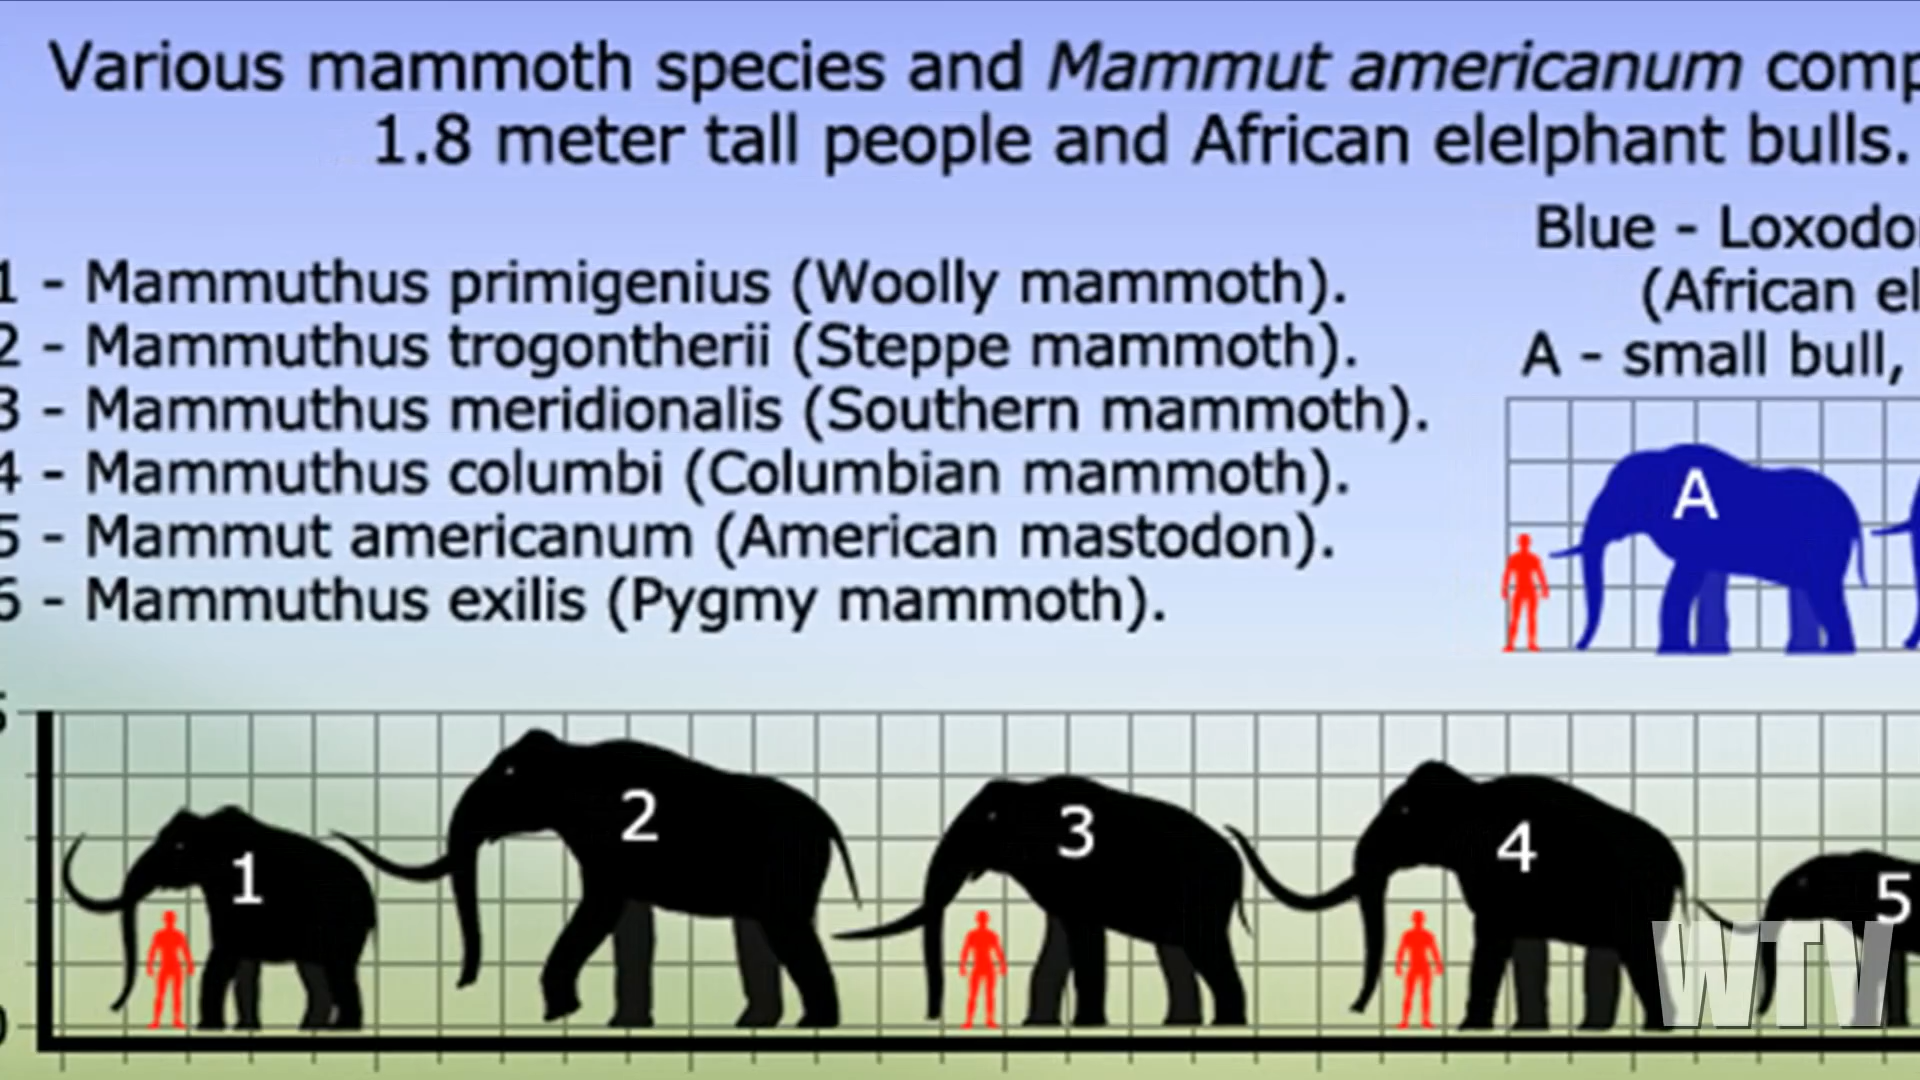 Various mammoth species and Mammut americanum comp
1.8 meter tall people and African elelphant bulls.
1 - Mammuthus primigenius (Woolly mammoth).
2 - Mammuthus trogontherii (Steppe mammoth).
3 - Mammuthus meridionalis (Southern mammoth).
4 - Mammuthus columbi (Columbian mammoth).
5 - Mammut americanum (American mastodon).
6 - Mammuthus exilis (Pygmy mammoth).
Blue - Loxodo
(African el
A - small bull,
A
5
1
2
3
4
5
0
WTV